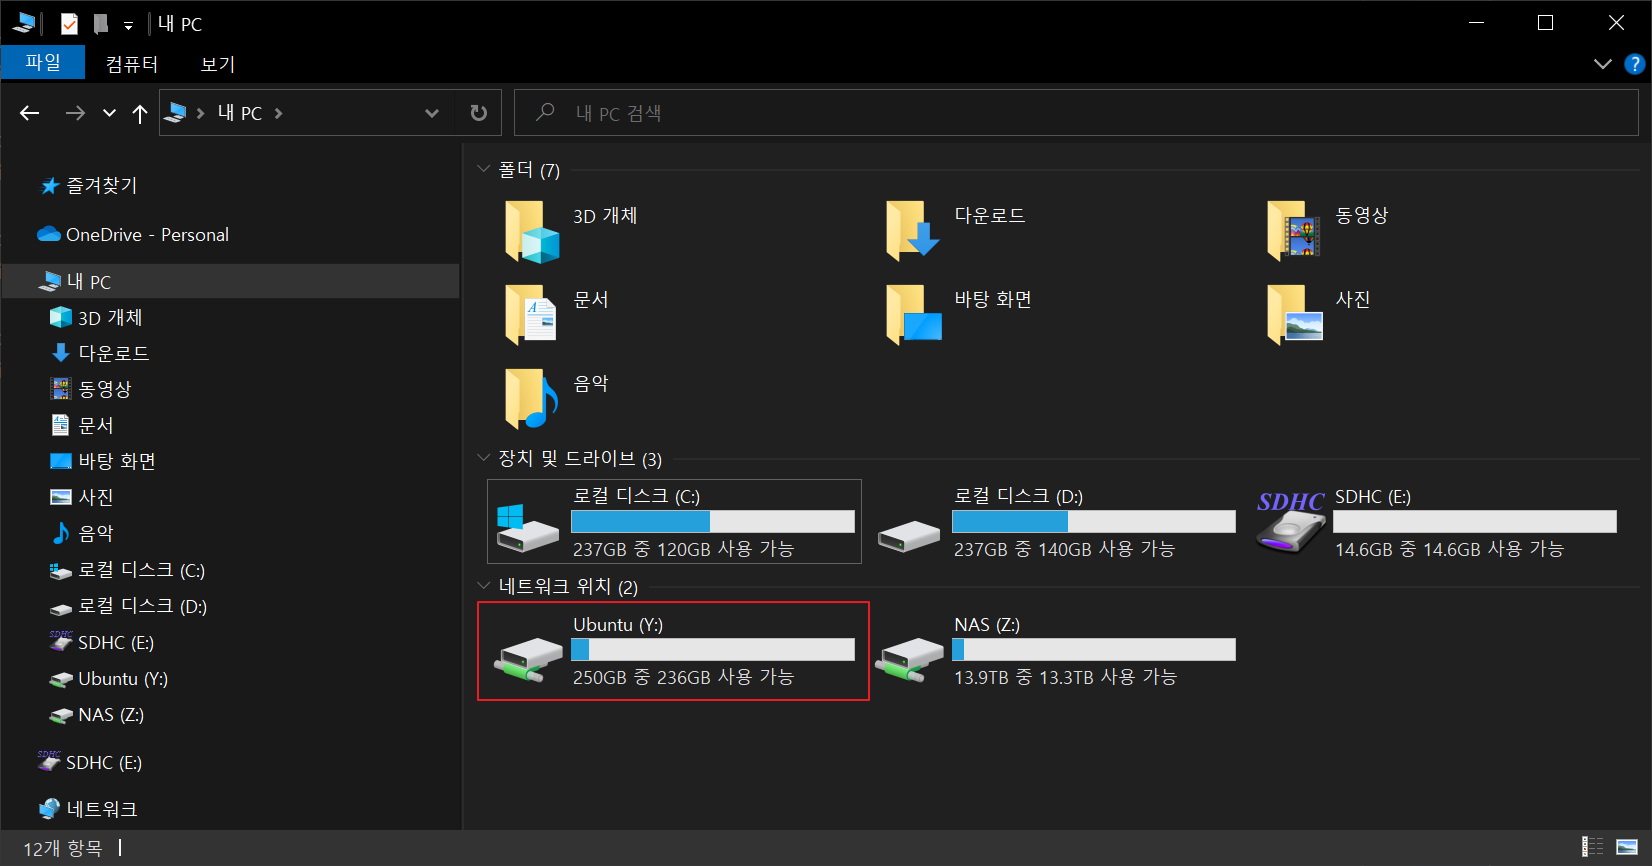 내 PC
파일 컴퓨터 보기
?
내 PC
내 PC 검색
즐겨찾기
OneDrive - Personal
내 PC
3D 개체
다운로드
동영상
문서
바탕 화면
사진
음악
로컬 디스크 (C:)
로컬 디스크 (D:)
SDHC
SDHC (E:)
Ubuntu (Y:)
NAS (Z:)
SDHC
SDHC (E:)
네트워크
폴더 (7)
3D 개체
다운로드
동영상
문서
바탕 화면
사진
음악
장치 및 드라이브 (3)
로컬 디스크 (C:)
237GB 중 120GB 사용 가능
로컬 디스크 (D:)
237GB 중 140GB 사용 가능
SDHC
SDHC (E:)
14.6GB 중 14.6GB 사용 가능
네트워크 위치 (2)
Ubuntu (Y:)
250GB 중 236GB 사용 가능
NAS (Z:)
13.9TB 중 13.3TB 사용 가능
12개 항목